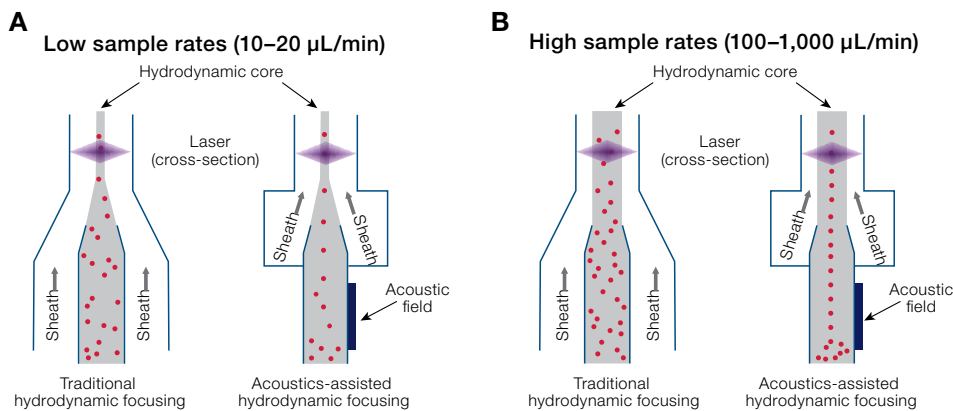 A
Low sample rates (10–20 μL/min)
Hydrodynamic core
Laser
(cross-section)
Sheath
Sheath
Sheath
Sheath
Acoustic
field
Traditional
hydrodynamic focusing
Acoustics-assisted
hydrodynamic focusing
B
High sample rates (100–1,000 μL/min)
Hydrodynamic core
Laser
(cross-section)
Sheath
Sheath
Sheath
Sheath
Acoustic
field
Traditional
hydrodynamic focusing
Acoustics-assisted
hydrodynamic focusing